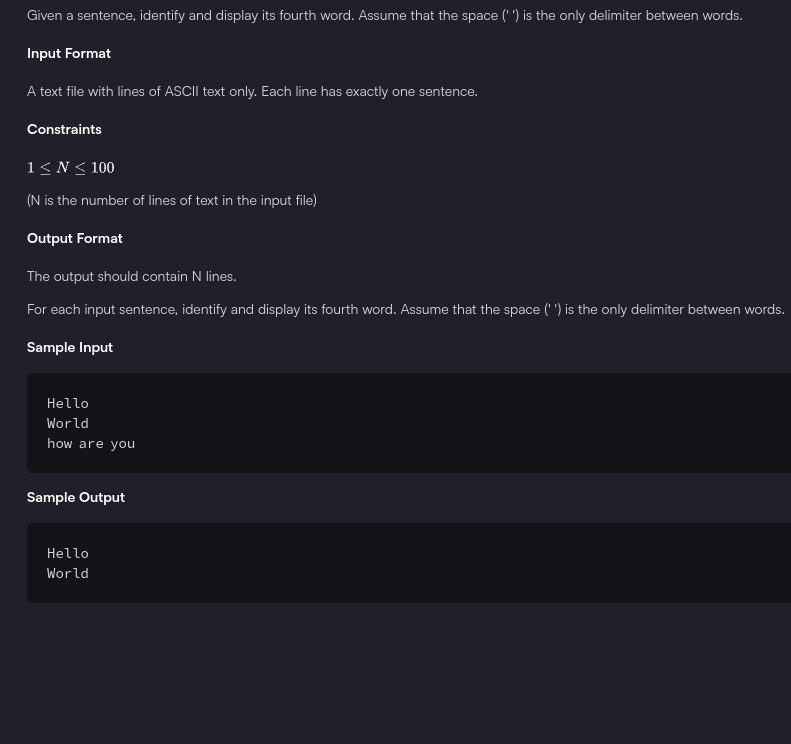 Given a sentence, identify and display its fourth word. Assume that the space (' ') is the only delimiter between words.
Input Format
A text file with lines of ASCII text only. Each line has exactly one sentence.
Constraints
1 ≤ N ≤ 100
(N is the number of lines of text in the input file)
Output Format
The output should contain N lines.
For each input sentence, identify and display its fourth word. Assume that the space (' ') is the only delimiter between words.
Sample Input
Hello
World
how are you
Sample Output
Hello
World